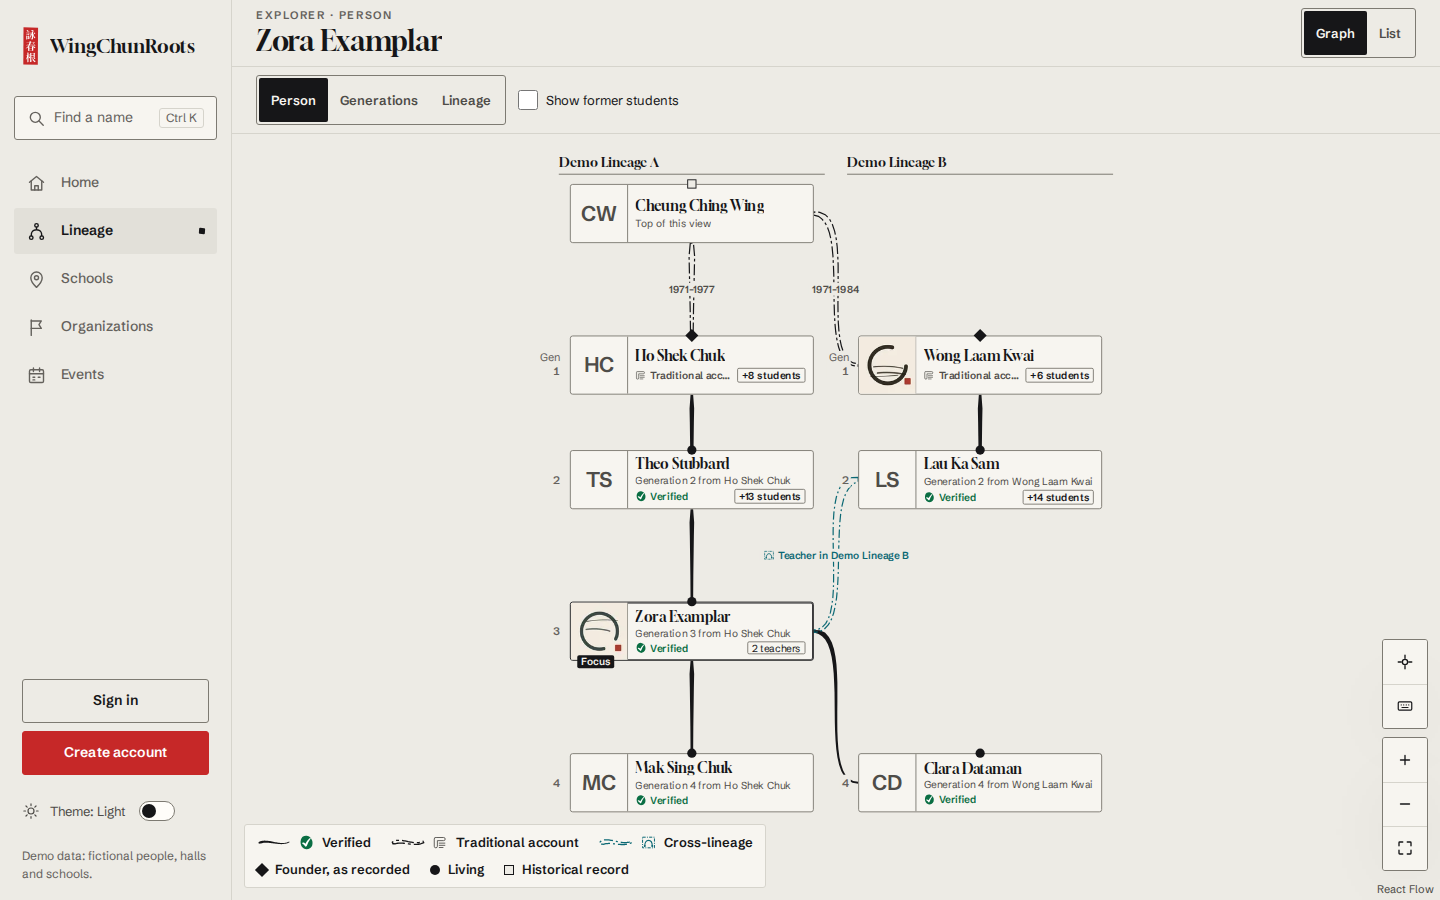 詠春根
WingChunRoots
Find a name
Ctrl K
Home
Lineage
Schools
Organizations
Events
Sign in
Create account
Theme: Light
Demo data: fictional people, halls
and schools.
EXPLORER · PERSON
Zora Examplar
Graph
List
Person
Generations
Lineage
Show former students
Demo Lineage A
Demo Lineage B
CW
Cheung Ching Wing
Top of this view
1971–1977
1971–1984
Gen
1
HC
Ho Shek Chuk
Traditional acc...
+8 students
Gen
1
Wong Laam Kwai
Traditional acc...
+6 students
2
TS
Theo Stubbard
Generation 2 from Ho Shek Chuk
Verified
+13 students
2
LS
Lau Ka Sam
Generation 2 from Wong Laam Kwai
Verified
+14 students
Teacher in Demo Lineage B
3
Zora Examplar
Generation 3 from Ho Shek Chuk
Verified
2 teachers
Focus
4
MC
Mak Sing Chuk
Generation 4 from Ho Shek Chuk
Verified
4
CD
Clara Dataman
Generation 4 from Wong Laam Kwai
Verified
Verified
Traditional account
Cross-lineage
Founder, as recorded
Living
Historical record
React Flow